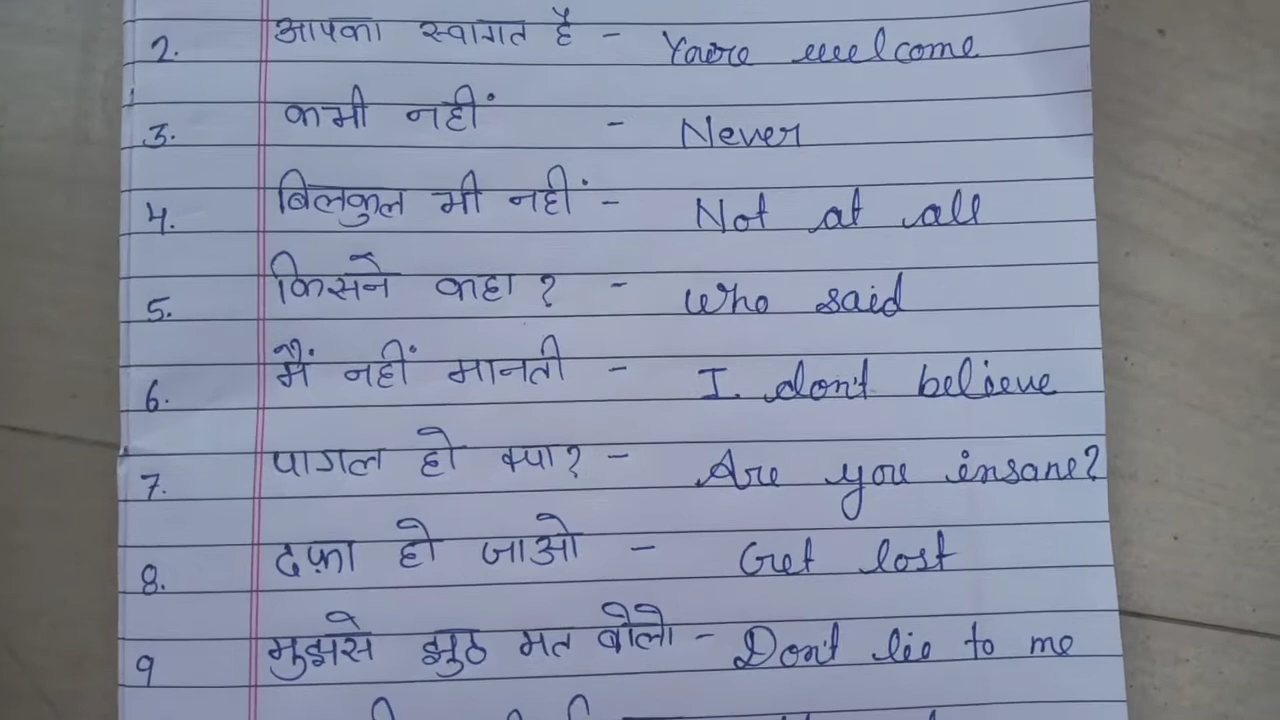 2. आपका स्वागत है - Youre welcome
3. कभी नहीं - Never
4. बिलकुल भी नहीं - Not at all
5. किसने कहा? - Who said
6. मैं नहीं मानती - I don't believe
7. पागल हो क्या? - Are you insane?
8. दफ़ा हो जाओ - Get lost
9 मुझसे झुठ मत बोलो - Don't lie to me